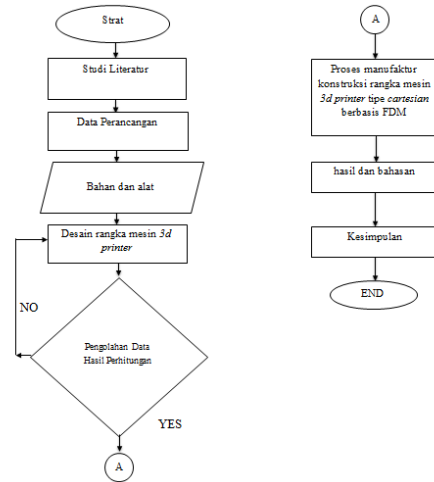 Strat
Studi Literatur
Data Perancangan
Bahan dan alat
Desain rangka mesin 3d
printer
NO
Pengolahan Data
Hasil Perhitungan
YES
A
A
Proses manufaktur
konstruksi rangka mesin
3d printer tipe cartesian
berbasis FDM
hasil dan bahasan
Kesimpulan
END